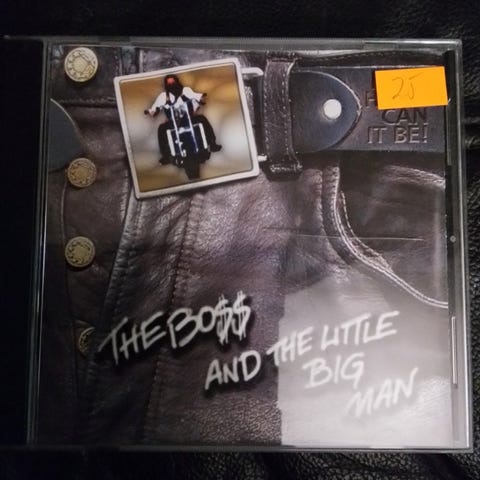 25
CAN
IT BE!
THE BO$$
AND THE LITTLE
BIG
MAN